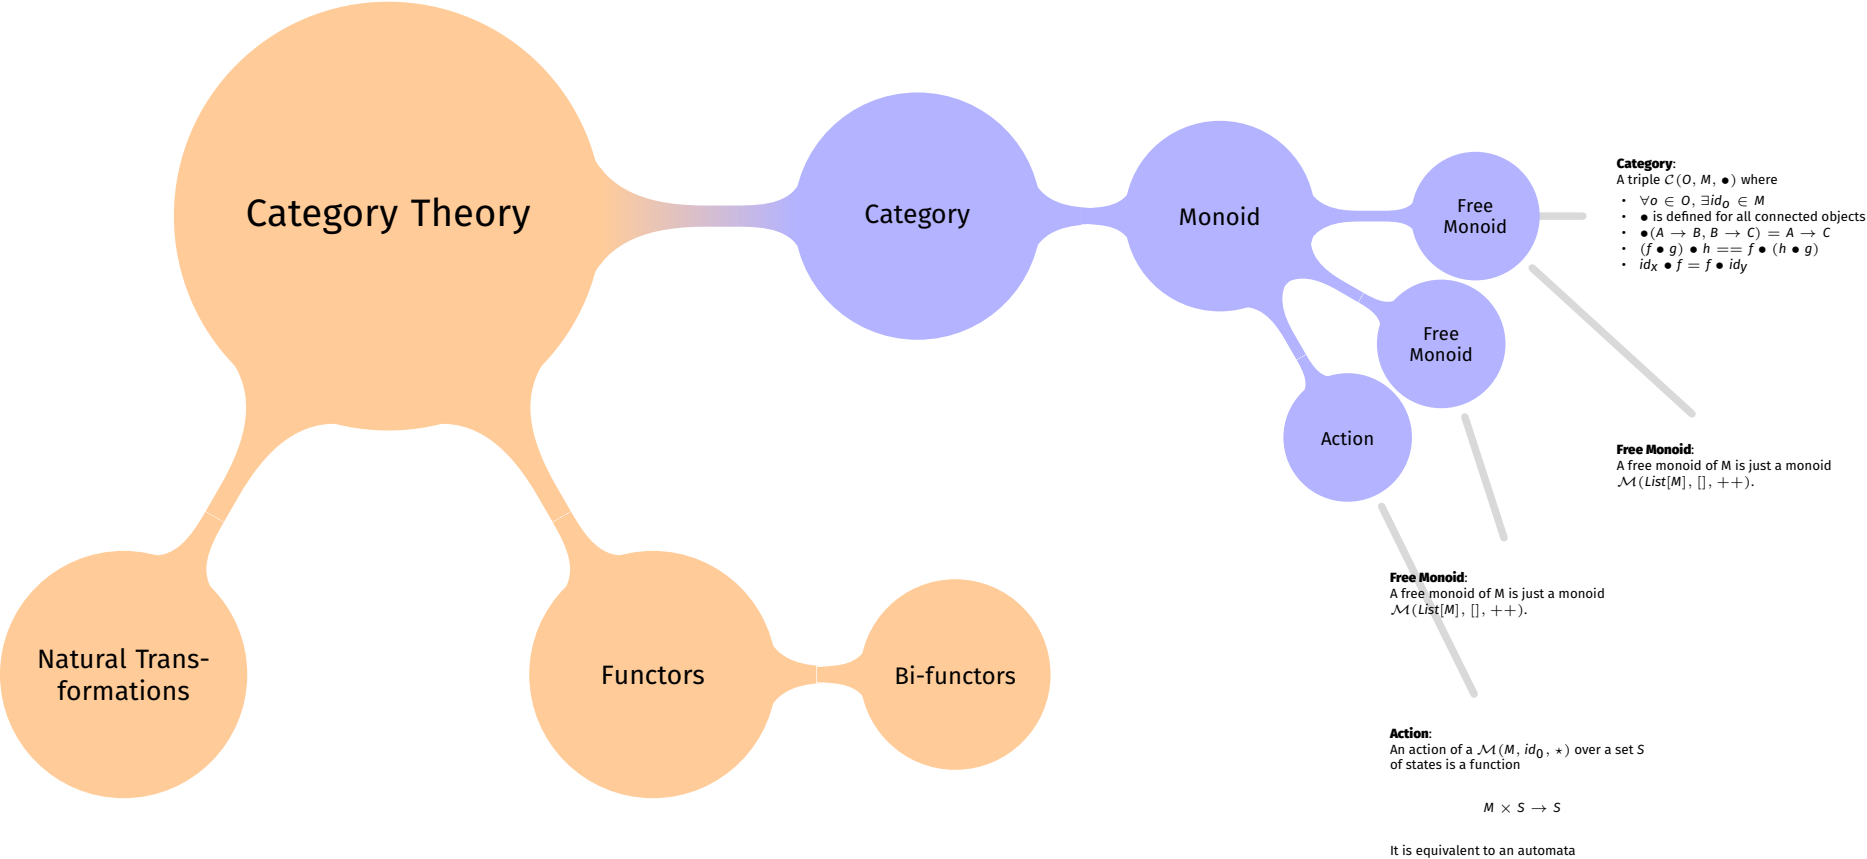 Category Theory
Category
Monoid
Free
Monoid
Free
Monoid
Action
Natural Trans-
formations
Functors
Bi-functors
Category:
A triple 𝒞(O, M, •) where
• ∀o ∈ O, ∃id₀ ∈ M
• • is defined for all connected objects
• •(A → B, B → C) = A → C
• (f • g) • h == f • (h • g)
• idₓ • f = f • id_y
Free Monoid:
A free monoid of M is just a monoid
ℳ(List[M], [], ++).
Free Monoid:
A free monoid of M is just a monoid
ℳ(List[M], [], ++).
Action:
An action of a ℳ(M, id₀, ⋆) over a set S
of states is a function
M × S → S
It is equivalent to an automata